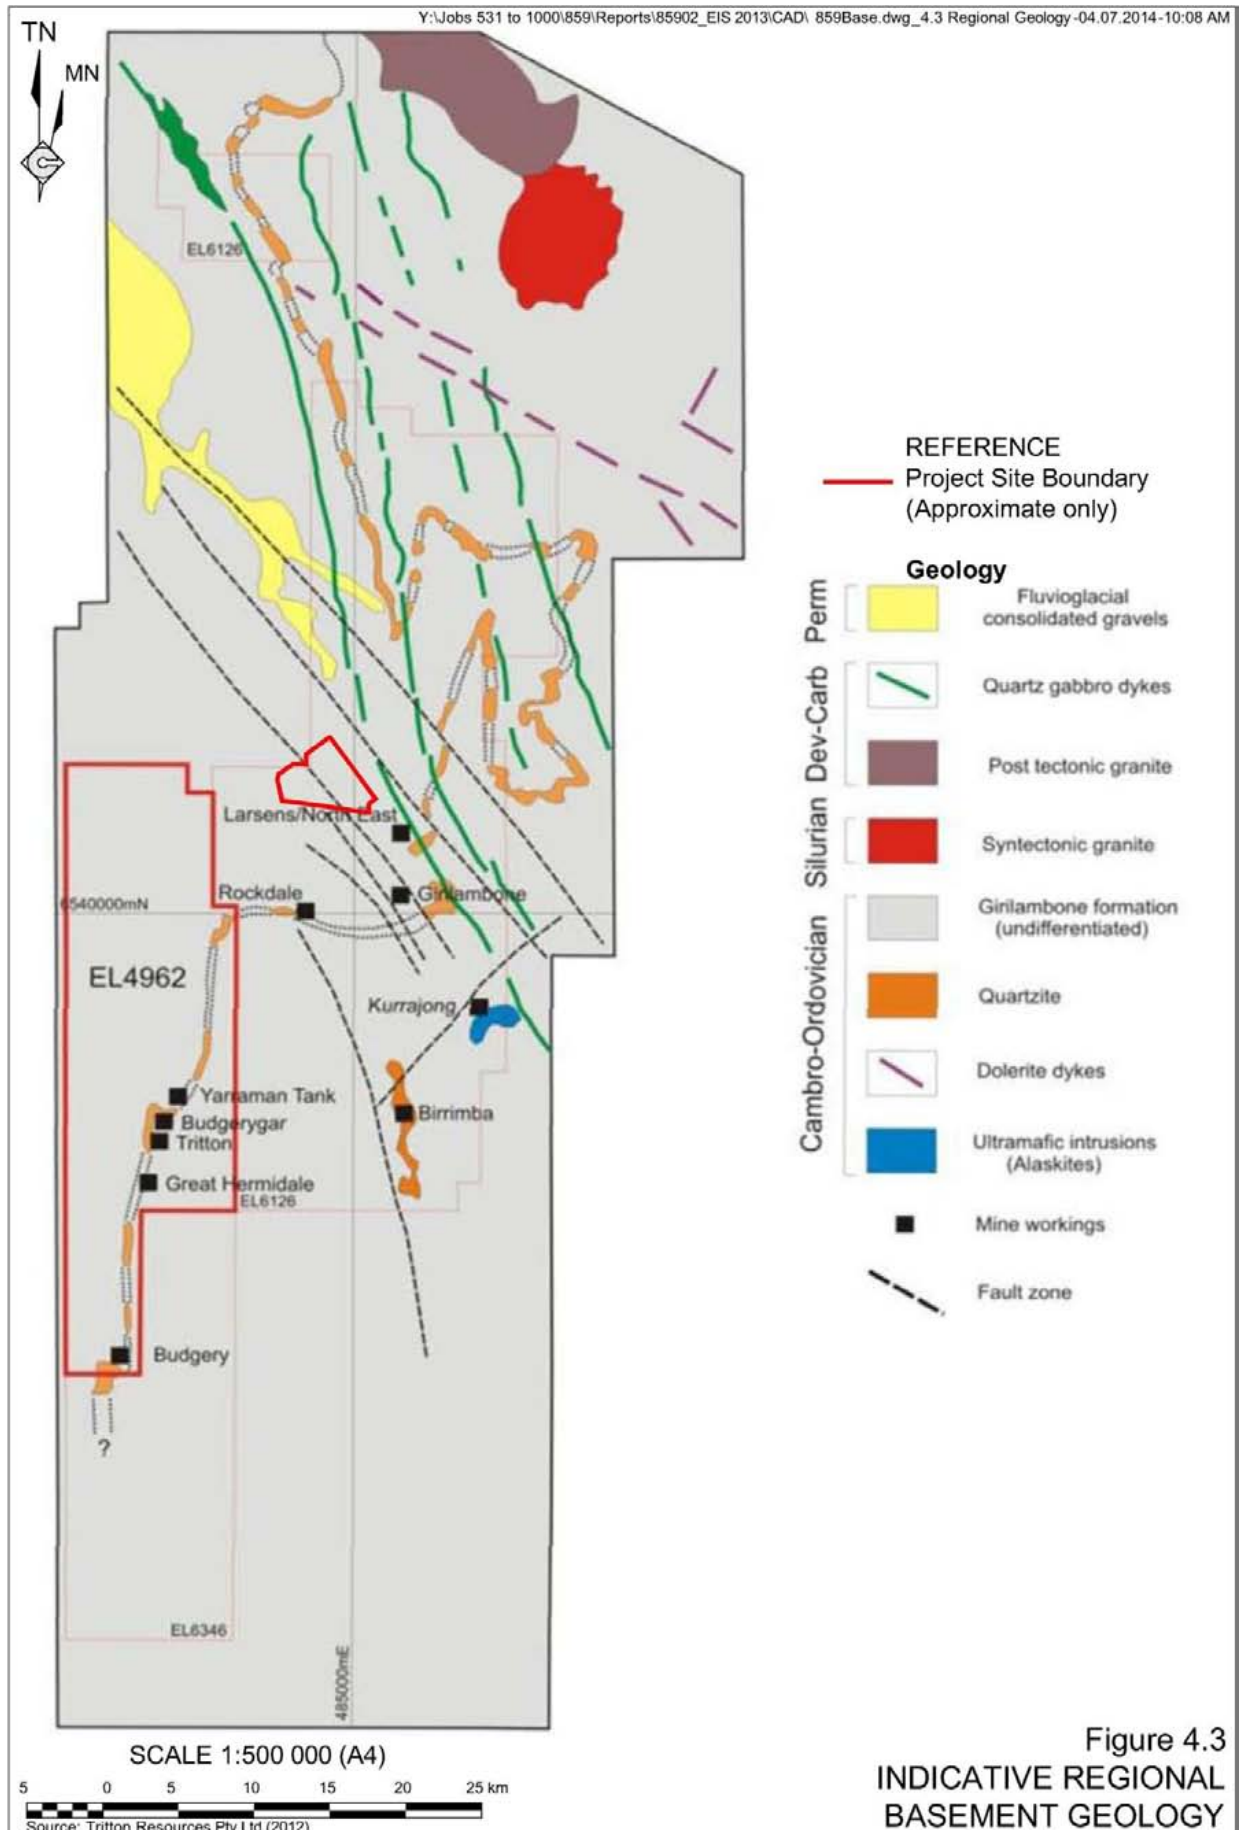 Y:\Jobs 531 to 1000\859\Reports\85902_EIS 2013\CAD\ 859Base.dwg_4.3 Regional Geology-04.07.2014-10:08 AM
TN
MN
EL6126
REFERENCE
Project Site Boundary
(Approximate only)
Geology
Perm
Fluvioglacial
consolidated gravels
Dev-Carb
Quartz gabbro dykes
Post tectonic granite
Silurian
Syntectonic granite
Cambro-Ordovician
Girilambone formation
(undifferentiated)
Quartzite
Dolerite dykes
Ultramafic intrusions
(Alaskites)
Mine workings
Fault zone
Larsens/North East
Rockdale
Girilambone
6540000mN
EL4962
Kurrajong
Yarraman Tank
Budgerygar
Birrimba
Tritton
Great Hermidale
EL6126
Budgery
?
EL6346
485000mE
SCALE 1:500 000 (A4)
5 0 5 10 15 20 25 km
Source: Tritton Resources Pty Ltd (2012)
Figure 4.3
INDICATIVE REGIONAL
BASEMENT GEOLOGY